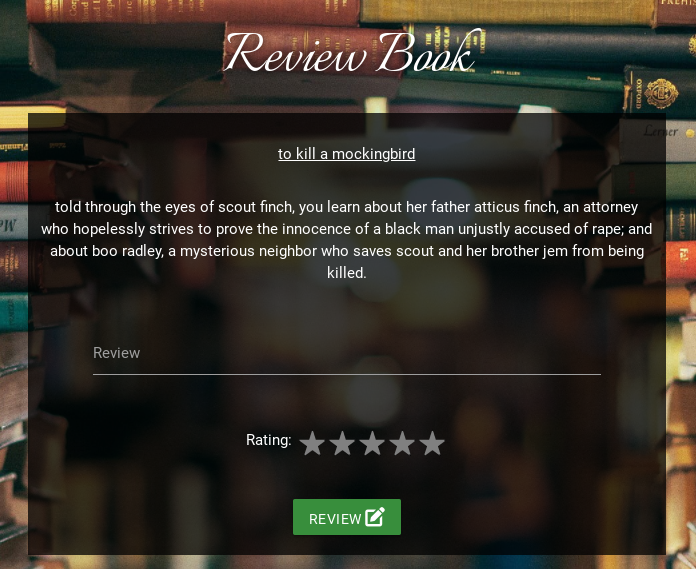 Review Book
OXFORD
Lerner
to kill a mockingbird
told through the eyes of scout finch, you learn about her father atticus finch, an attorney
who hopelessly strives to prove the innocence of a black man unjustly accused of rape; and
about boo radley, a mysterious neighbor who saves scout and her brother jem from being
killed.
Review
Rating:
REVIEW